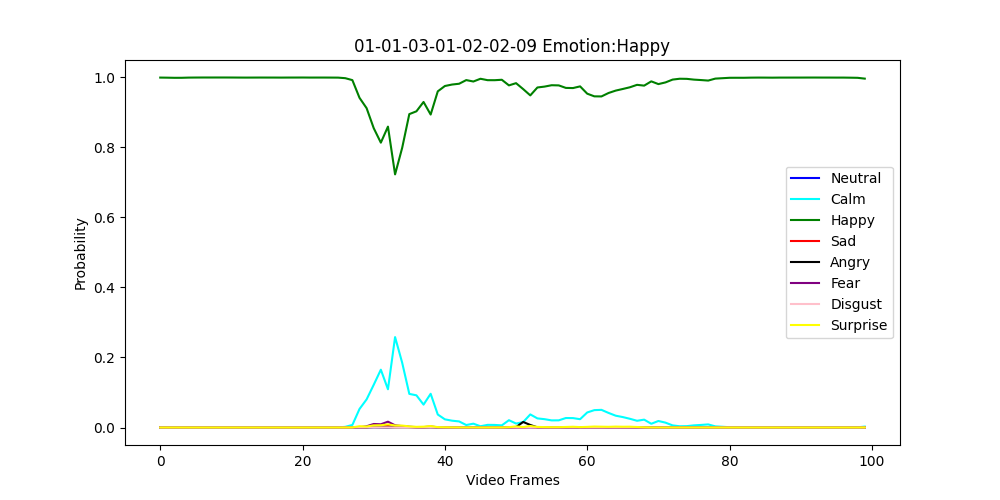 01-01-03-01-02-02-09 Emotion:Happy
Probability
1.0
0.8
0.6
0.4
0.2
0.0
Neutral
Calm
Happy
Sad
Angry
Fear
Disgust
Surprise
0 20 40 60 80 100
Video Frames